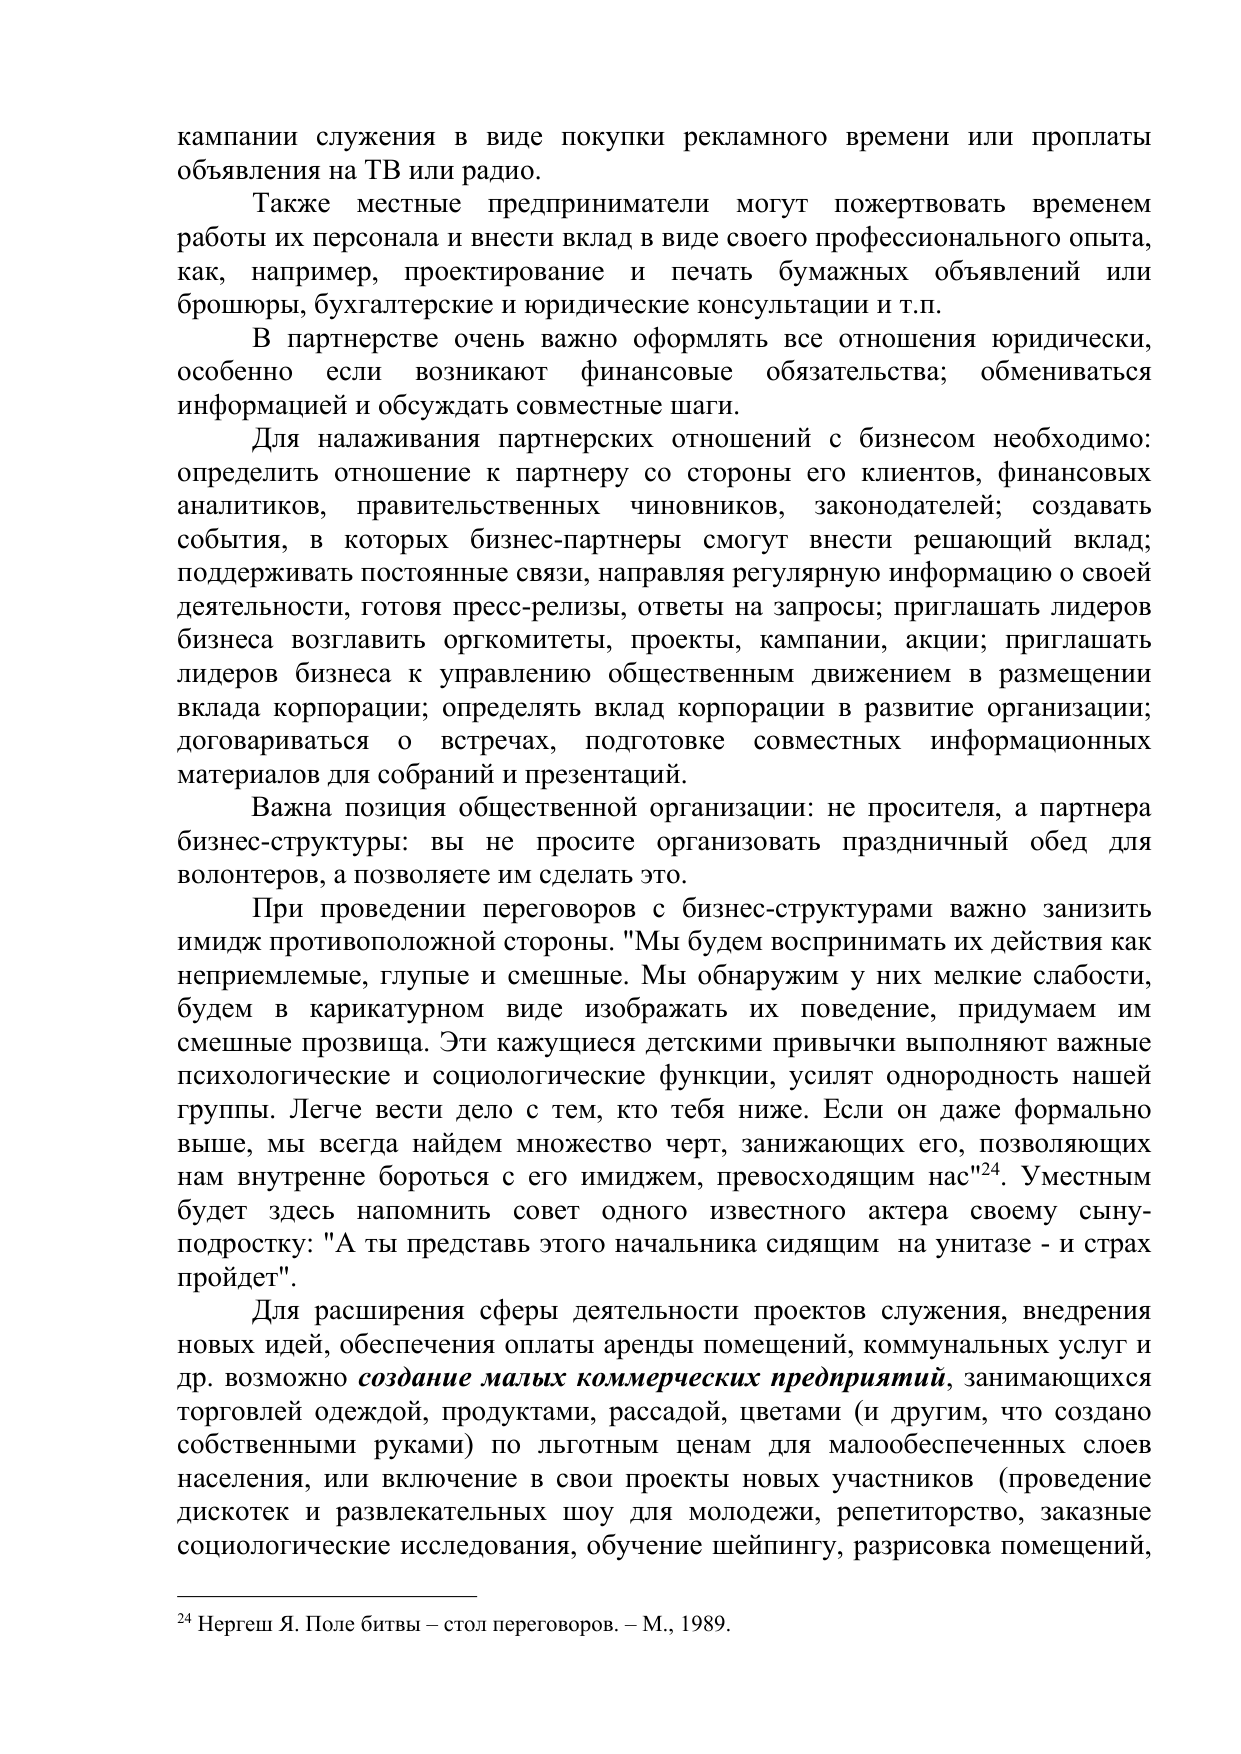 кампании служения в виде покупки рекламного времени или проплаты
объявления на ТВ или радио.
Также местные предприниматели могут пожертвовать временем
работы их персонала и внести вклад в виде своего профессионального опыта,
как, например, проектирование и печать бумажных объявлений или
брошюры, бухгалтерские и юридические консультации и т.п.
В партнерстве очень важно оформлять все отношения юридически,
особенно если возникают финансовые обязательства; обмениваться
информацией и обсуждать совместные шаги.
Для налаживания партнерских отношений с бизнесом необходимо:
определить отношение к партнеру со стороны его клиентов, финансовых
аналитиков, правительственных чиновников, законодателей; создавать
события, в которых бизнес-партнеры смогут внести решающий вклад;
поддерживать постоянные связи, направляя регулярную информацию о своей
деятельности, готовя пресс-релизы, ответы на запросы; приглашать лидеров
бизнеса возглавить оргкомитеты, проекты, кампании, акции; приглашать
лидеров бизнеса к управлению общественным движением в размещении
вклада корпорации; определять вклад корпорации в развитие организации;
договариваться о встречах, подготовке совместных информационных
материалов для собраний и презентаций.
Важна позиция общественной организации: не просителя, а партнера
бизнес-структуры: вы не просите организовать праздничный обед для
волонтеров, а позволяете им сделать это.
При проведении переговоров с бизнес-структурами важно занизить
имидж противоположной стороны. "Мы будем воспринимать их действия как
неприемлемые, глупые и смешные. Мы обнаружим у них мелкие слабости,
будем в карикатурном виде изображать их поведение, придумаем им
смешные прозвища. Эти кажущиеся детскими привычки выполняют важные
психологические и социологические функции, усилят однородность нашей
группы. Легче вести дело с тем, кто тебя ниже. Если он даже формально
выше, мы всегда найдем множество черт, занижающих его, позволяющих
нам внутренне бороться с его имиджем, превосходящим нас"24. Уместным
будет здесь напомнить совет одного известного актера своему сыну-
подростку: "А ты представь этого начальника сидящим  на унитазе - и страх
пройдет".
Для расширения сферы деятельности проектов служения, внедрения
новых идей, обеспечения оплаты аренды помещений, коммунальных услуг и
др. возможно создание малых коммерческих предприятий, занимающихся
торговлей одеждой, продуктами, рассадой, цветами (и другим, что создано
собственными руками) по льготным ценам для малообеспеченных слоев
населения, или включение в свои проекты новых участников  (проведение
дискотек и развлекательных шоу для молодежи, репетиторство, заказные
социологические исследования, обучение шейпингу, разрисовка помещений,
24 Нергеш Я. Поле битвы – стол переговоров. – М., 1989.